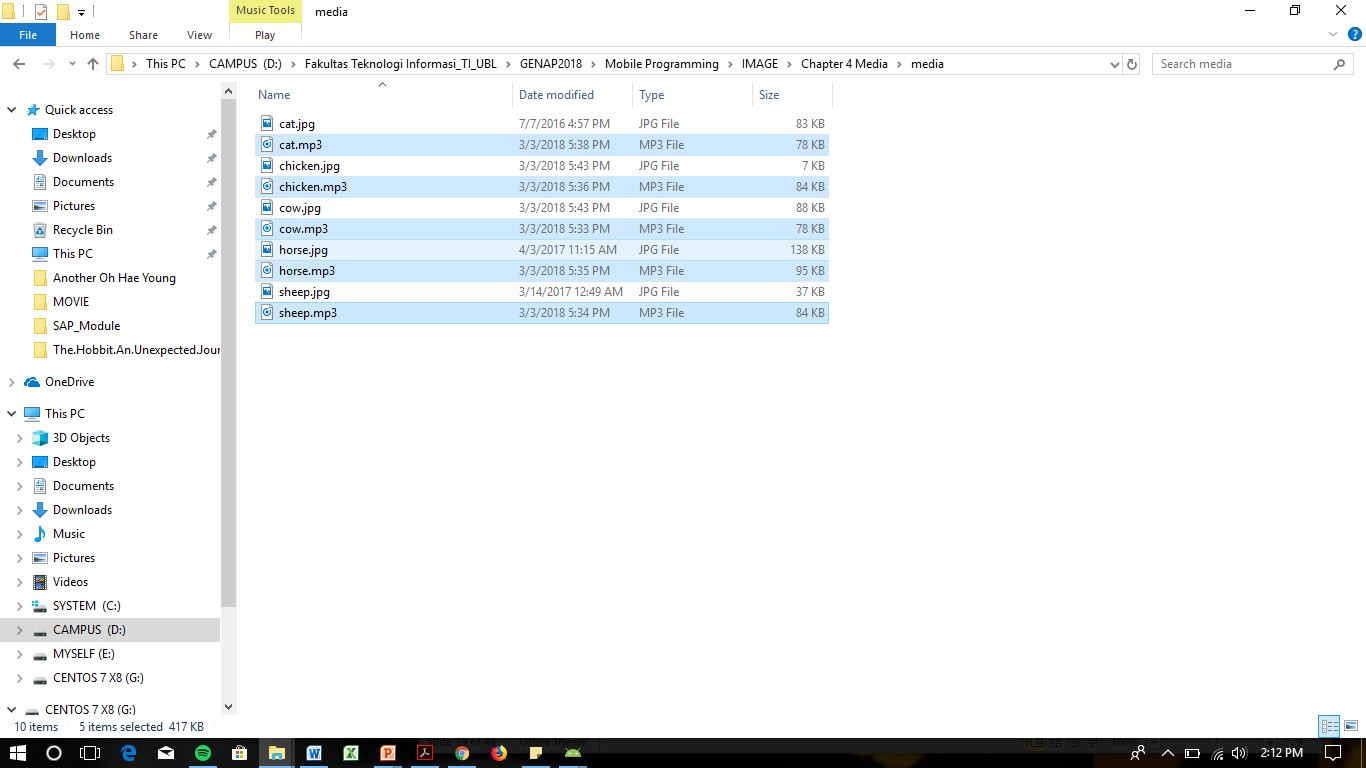 Music Tools media
File Home Share View Play
This PC CAMPUS (D:) Fakultas Teknologi Informasi_TI_UBL GENAP2018 Mobile Programming IMAGE Chapter 4 Media media Search media
Name Date modified Type Size
cat.jpg 7/7/2016 4:57 PM JPG File 83 KB
cat.mp3 3/3/2018 5:38 PM MP3 File 78 KB
chicken.jpg 3/3/2018 5:43 PM JPG File 7 KB
chicken.mp3 3/3/2018 5:36 PM MP3 File 84 KB
cow.jpg 3/3/2018 5:43 PM JPG File 88 KB
cow.mp3 3/3/2018 5:33 PM MP3 File 78 KB
horse.jpg 4/3/2017 11:15 AM JPG File 138 KB
horse.mp3 3/3/2018 5:35 PM MP3 File 95 KB
sheep.jpg 3/14/2017 12:49 AM JPG File 37 KB
sheep.mp3 3/3/2018 5:34 PM MP3 File 84 KB
Quick access
Desktop
Downloads
Documents
Pictures
Recycle Bin
This PC
Another Oh Hae Young
MOVIE
SAP_Module
The.Hobbit.An.Unexpected.Jour
OneDrive
This PC
3D Objects
Desktop
Documents
Downloads
Music
Pictures
Videos
SYSTEM (C:)
CAMPUS (D:)
MYSELF (E:)
CENTOS 7 X8 (G:)
CENTOS 7 X8 (G:)
10 items 5 items selected 417 KB
2:12 PM